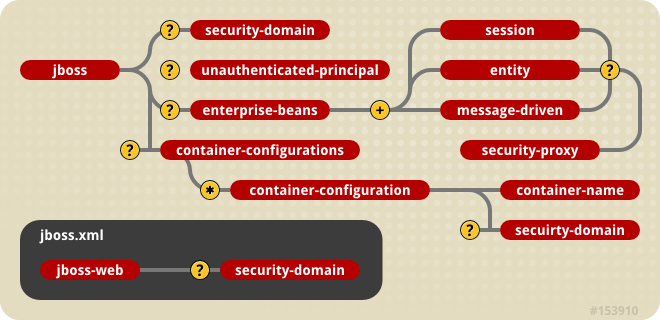 ? security-domain session
jboss ? unauthenticated-principal entity ?
? enterprise-beans + message-driven
? container-configurations security-proxy
* container-configuration container-name
jboss.xml ? secuirty-domain
jboss-web ? security-domain
#153910